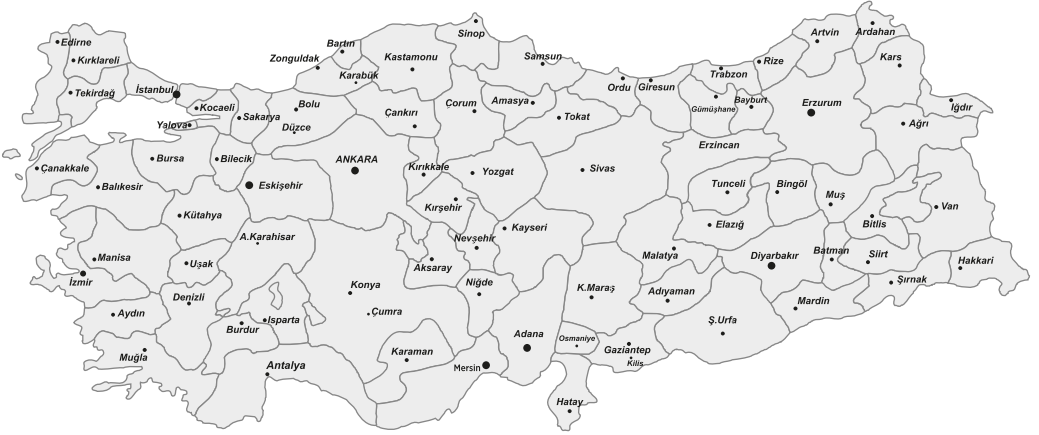 Sinop
Artvin
Ardahan
Edirne
Bartın
Kastamonu
Samsun
Rize
Kars
Kırklareli
Zonguldak
Karabük
Trabzon
Tekirdağ
İstanbul
Ordu
Giresun
Kocaeli
Bolu
Çorum
Amasya
Gümüşhane
Bayburt
Erzurum
Iğdır
Yalova
Sakarya
Düzce
Çankırı
Tokat
Ağrı
Erzincan
Çanakkale
Bursa
Bilecik
ANKARA
Kırıkkale
Yozgat
Sivas
Balıkesir
Eskişehir
Tunceli
Bingöl
Muş
Van
Kütahya
Kırşehir
Kayseri
Elazığ
Bitlis
A.Karahisar
Nevşehir
Malatya
Diyarbakır
Batman
Siirt
Hakkari
Manisa
Uşak
Aksaray
İzmir
Niğde
Şırnak
Denizli
Konya
K.Maraş
Adıyaman
Mardin
Aydın
Isparta
Çumra
Burdur
Ş.Urfa
Muğla
Karaman
Adana
Osmaniye
Gaziantep
Antalya
Mersin
Kilis
Hatay